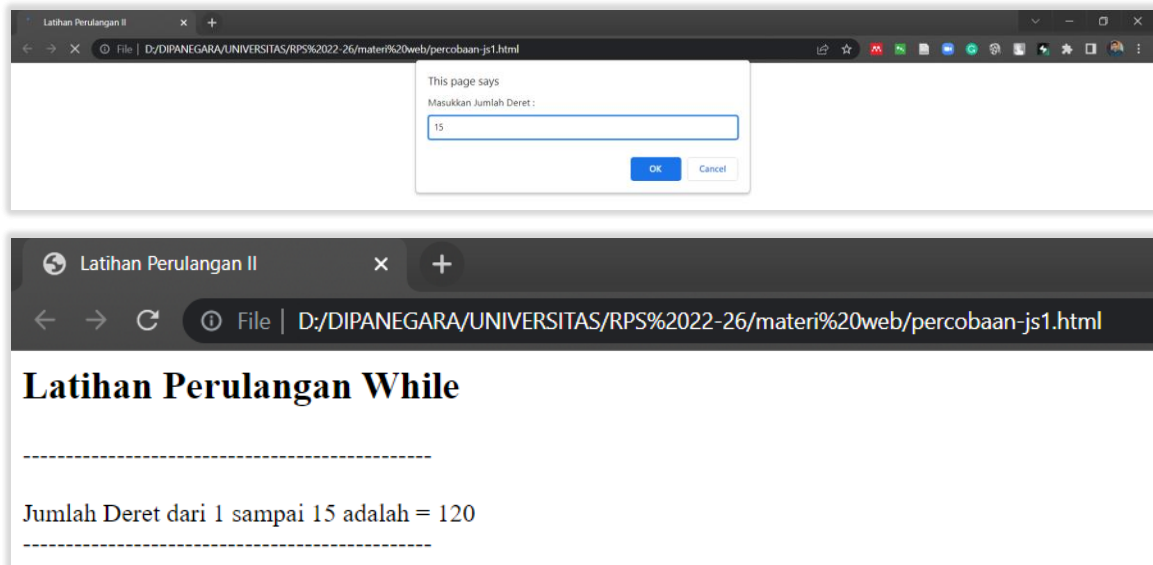 Latihan Perulangan II
File | D:/DIPANEGARA/UNIVERSITAS/RPS%2022-26/materi%20web/percobaan-js1.html
This page says
Masukkan Jumlah Deret :
15
OK Cancel
Latihan Perulangan II
File | D:/DIPANEGARA/UNIVERSITAS/RPS%2022-26/materi%20web/percobaan-js1.html
Latihan Perulangan While
------------------------------------------------
Jumlah Deret dari 1 sampai 15 adalah = 120
------------------------------------------------